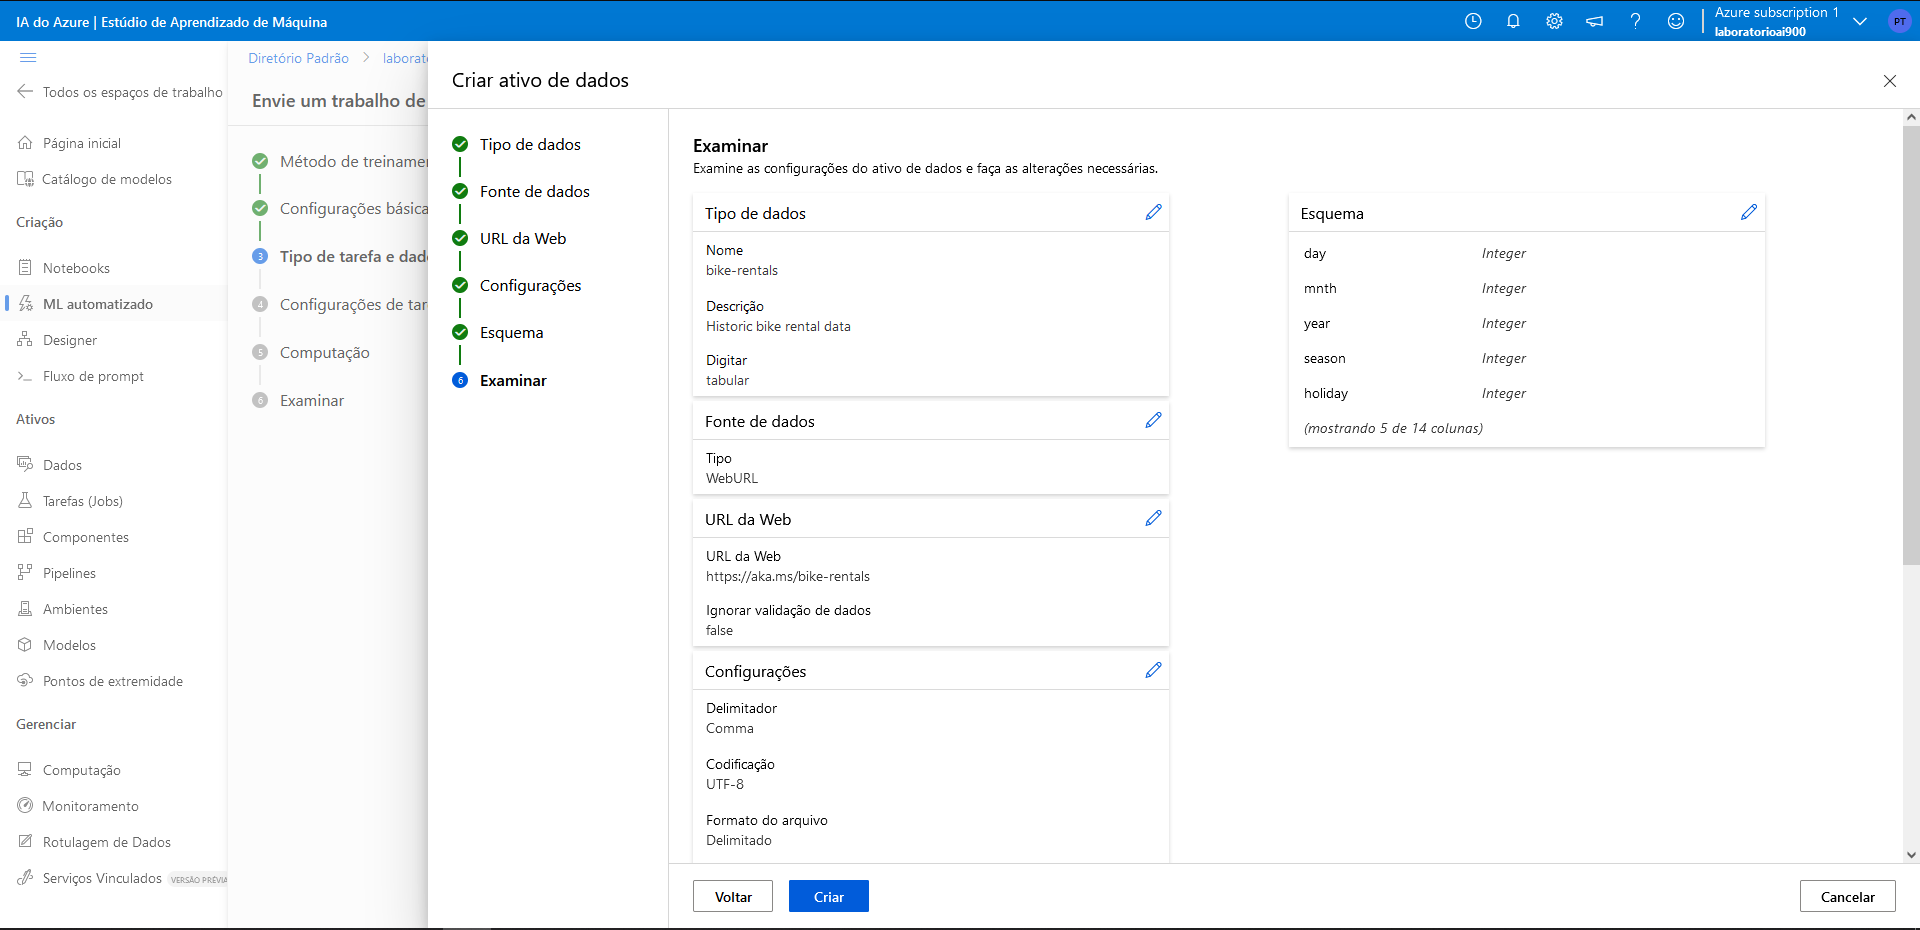 IA do Azure | Estúdio de Aprendizado de Máquina
Azure subscription 1
laboratorioai900
PT
Todos os espaços de trabalho
Página inicial
Catálogo de modelos
Criação
Notebooks
ML automatizado
Designer
Fluxo de prompt
Ativos
Dados
Tarefas (Jobs)
Componentes
Pipelines
Ambientes
Modelos
Pontos de extremidade
Gerenciar
Computação
Monitoramento
Rotulagem de Dados
Serviços Vinculados VERSÃO PRÉVIA
Diretório Padrão > laborat
Envie um trabalho de
Método de treiname
Configurações básica
3 Tipo de tarefa e dad
4 Configurações de tar
5 Computação
6 Examinar
Criar ativo de dados
Tipo de dados
Fonte de dados
URL da Web
Configurações
Esquema
6 Examinar
Examinar
Examine as configurações do ativo de dados e faça as alterações necessárias.
Tipo de dados
Nome
bike-rentals
Descrição
Historic bike rental data
Digitar
tabular
Fonte de dados
Tipo
WebURL
URL da Web
URL da Web
https://aka.ms/bike-rentals
Ignorar validação de dados
false
Configurações
Delimitador
Comma
Codificação
UTF-8
Formato do arquivo
Delimitado
Esquema
day Integer
mnth Integer
year Integer
season Integer
holiday Integer
(mostrando 5 de 14 colunas)
Voltar
Criar
Cancelar